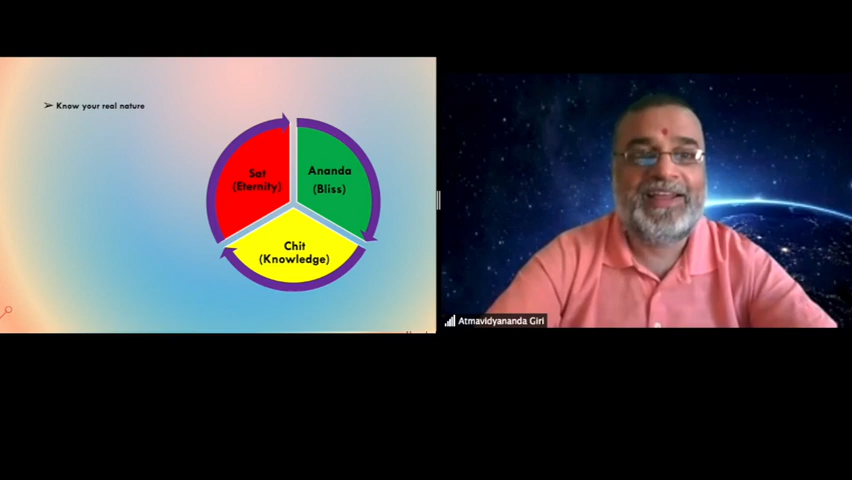 ➢ Know your real nature
Sat
(Eternity)
Ananda
(Bliss)
Chit
(Knowledge)
Atmavidyananda Giri